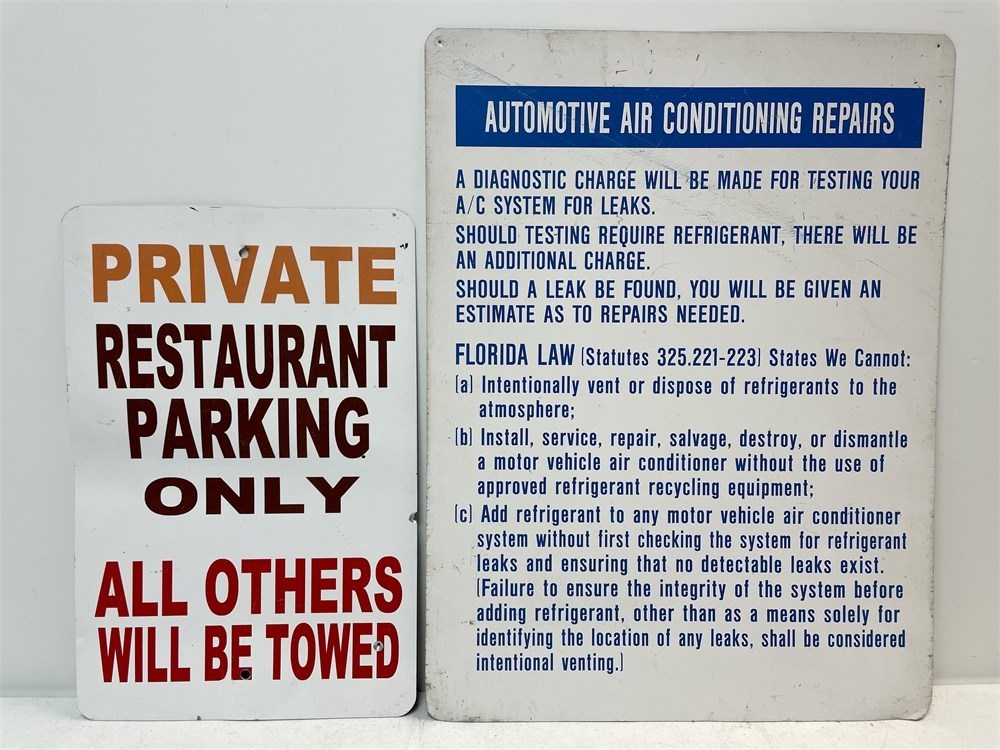 PRIVATE
RESTAURANT
PARKING
ONLY
ALL OTHERS
WILL BE TOWED
AUTOMOTIVE AIR CONDITIONING REPAIRS
A DIAGNOSTIC CHARGE WILL BE MADE FOR TESTING YOUR
A/C SYSTEM FOR LEAKS.
SHOULD TESTING REQUIRE REFRIGERANT, THERE WILL BE
AN ADDITIONAL CHARGE.
SHOULD A LEAK BE FOUND, YOU WILL BE GIVEN AN
ESTIMATE AS TO REPAIRS NEEDED.
FLORIDA LAW (Statutes 325.221-223) States We Cannot:
(a) Intentionally vent or dispose of refrigerants to the
atmosphere;
(b) Install, service, repair, salvage, destroy, or dismantle
a motor vehicle air conditioner without the use of
approved refrigerant recycling equipment;
(c) Add refrigerant to any motor vehicle air conditioner
system without first checking the system for refrigerant
leaks and ensuring that no detectable leaks exist.
(Failure to ensure the integrity of the system before
adding refrigerant, other than as a means solely for
identifying the location of any leaks, shall be considered
intentional venting.)